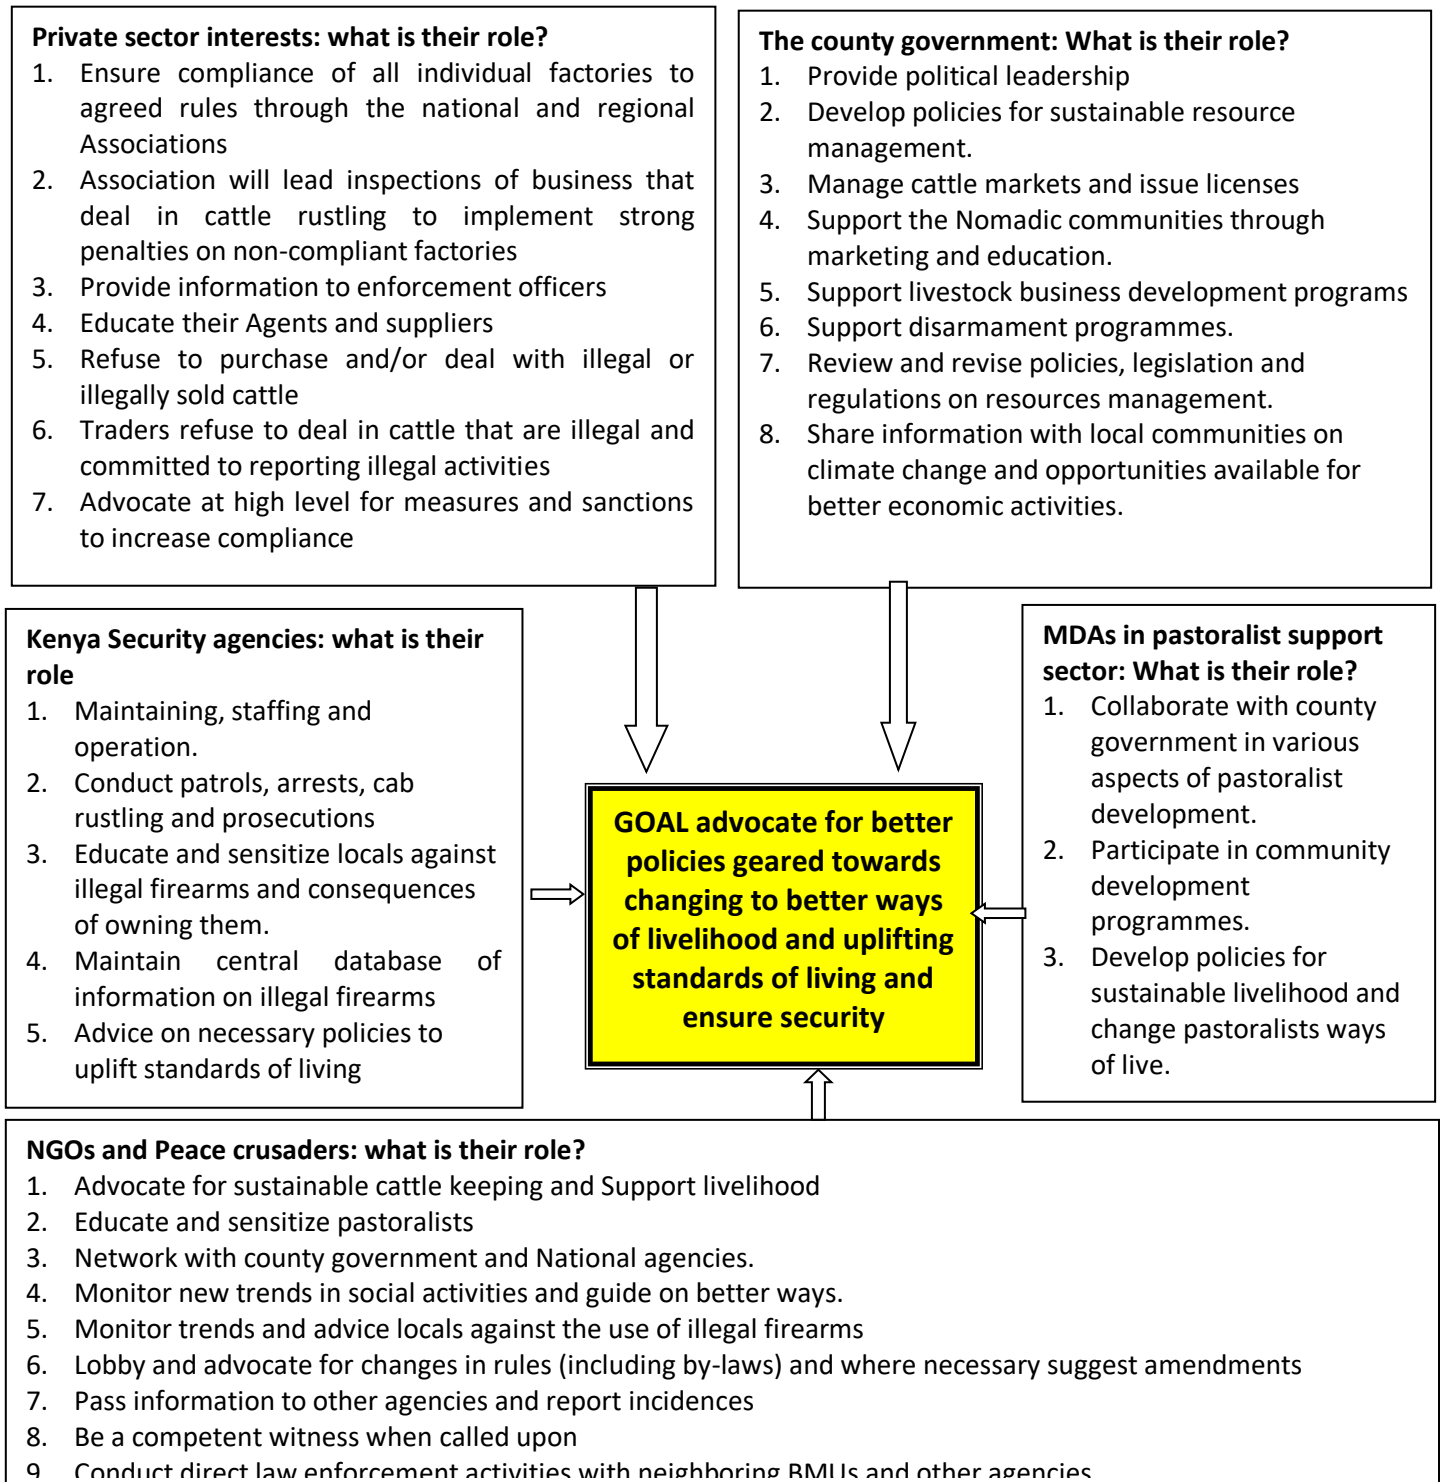 Private sector interests: what is their role?
1. Ensure compliance of all individual factories to
agreed rules through the national and regional
Associations
2. Association will lead inspections of business that
deal in cattle rustling to implement strong
penalties on non-compliant factories
3. Provide information to enforcement officers
4. Educate their Agents and suppliers
5. Refuse to purchase and/or deal with illegal or
illegally sold cattle
6. Traders refuse to deal in cattle that are illegal and
committed to reporting illegal activities
7. Advocate at high level for measures and sanctions
to increase compliance
The county government: What is their role?
1. Provide political leadership
2. Develop policies for sustainable resource
management.
3. Manage cattle markets and issue licenses
4. Support the Nomadic communities through
marketing and education.
5. Support livestock business development programs
6. Support disarmament programmes.
7. Review and revise policies, legislation and
regulations on resources management.
8. Share information with local communities on
climate change and opportunities available for
better economic activities.
Kenya Security agencies: what is their
role
1. Maintaining, staffing and
operation.
2. Conduct patrols, arrests, cab
rustling and prosecutions
3. Educate and sensitize locals against
illegal firearms and consequences
of owning them.
4. Maintain central database of
information on illegal firearms
5. Advice on necessary policies to
uplift standards of living
GOAL advocate for better
policies geared towards
changing to better ways
of livelihood and uplifting
standards of living and
ensure security
MDAs in pastoralist support
sector: What is their role?
1. Collaborate with county
government in various
aspects of pastoralist
development.
2. Participate in community
development
programmes.
3. Develop policies for
sustainable livelihood and
change pastoralists ways
of live.
NGOs and Peace crusaders: what is their role?
1. Advocate for sustainable cattle keeping and Support livelihood
2. Educate and sensitize pastoralists
3. Network with county government and National agencies.
4. Monitor new trends in social activities and guide on better ways.
5. Monitor trends and advice locals against the use of illegal firearms
6. Lobby and advocate for changes in rules (including by-laws) and where necessary suggest amendments
7. Pass information to other agencies and report incidences
8. Be a competent witness when called upon
9. Conduct direct law enforcement activities with neighboring BMUs and other agencies